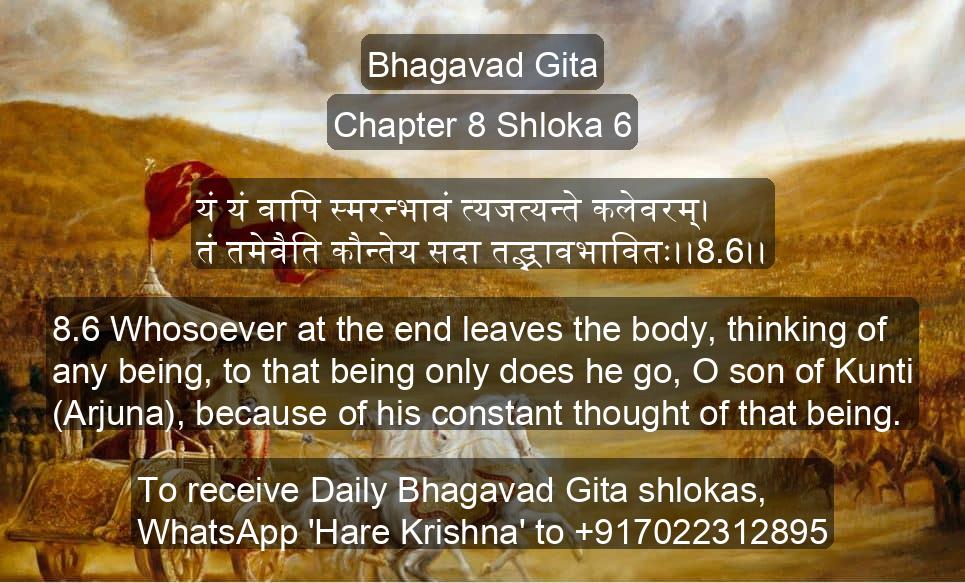 Bhagavad Gita
Chapter 8 Shloka 6
यं यं वापि स्मरन्भावं त्यजत्यन्ते कलेवरम्।
तं तमेवैति कौन्तेय सदा तद्भावभावितः।।8.6।।
8.6 Whosoever at the end leaves the body, thinking of
any being, to that being only does he go, O son of Kunti
(Arjuna), because of his constant thought of that being.
To receive Daily Bhagavad Gita shlokas,
WhatsApp 'Hare Krishna' to +917022312895